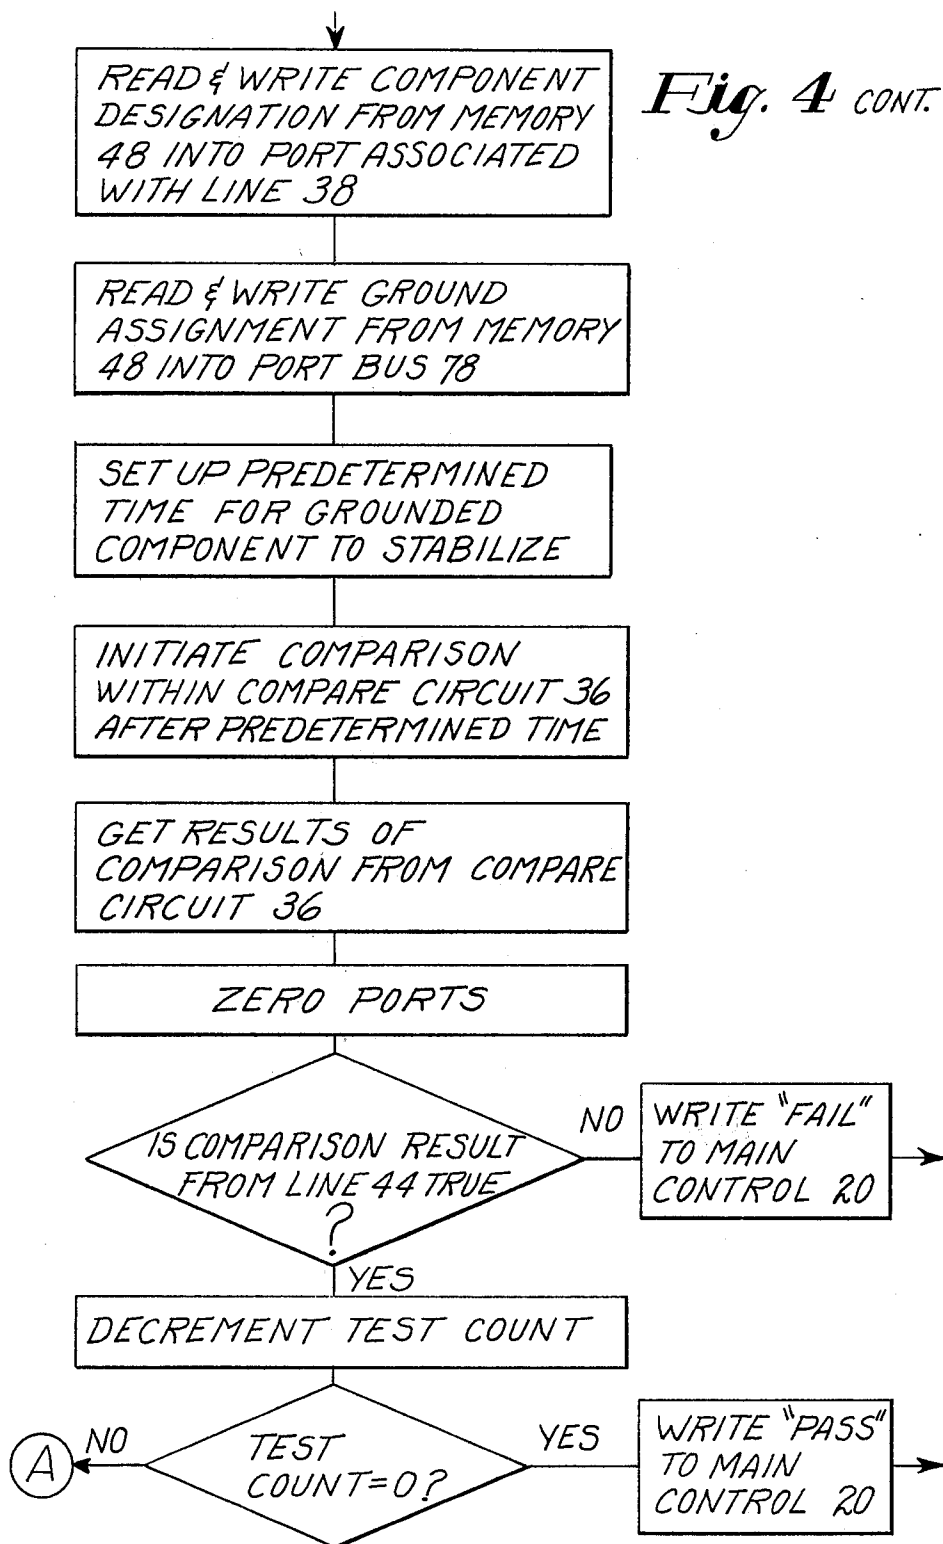 READ & WRITE COMPONENT
DESIGNATION FROM MEMORY
48 INTO PORT ASSOCIATED
WITH LINE 38
Fig. 4 CONT.
READ & WRITE GROUND
ASSIGNMENT FROM MEMORY
48 INTO PORT BUS 78
SET UP PREDETERMINED
TIME FOR GROUNDED
COMPONENT TO STABILIZE
INITIATE COMPARISON
WITHIN COMPARE CIRCUIT 36
AFTER PREDETERMINED TIME
GET RESULTS OF
COMPARISON FROM COMPARE
CIRCUIT 36
ZERO PORTS
IS COMPARISON RESULT
FROM LINE 44 TRUE
?
NO
WRITE "FAIL"
TO MAIN
CONTROL 20
YES
DECREMENT TEST COUNT
A
NO
TEST
COUNT=0?
YES
WRITE "PASS"
TO MAIN
CONTROL 20